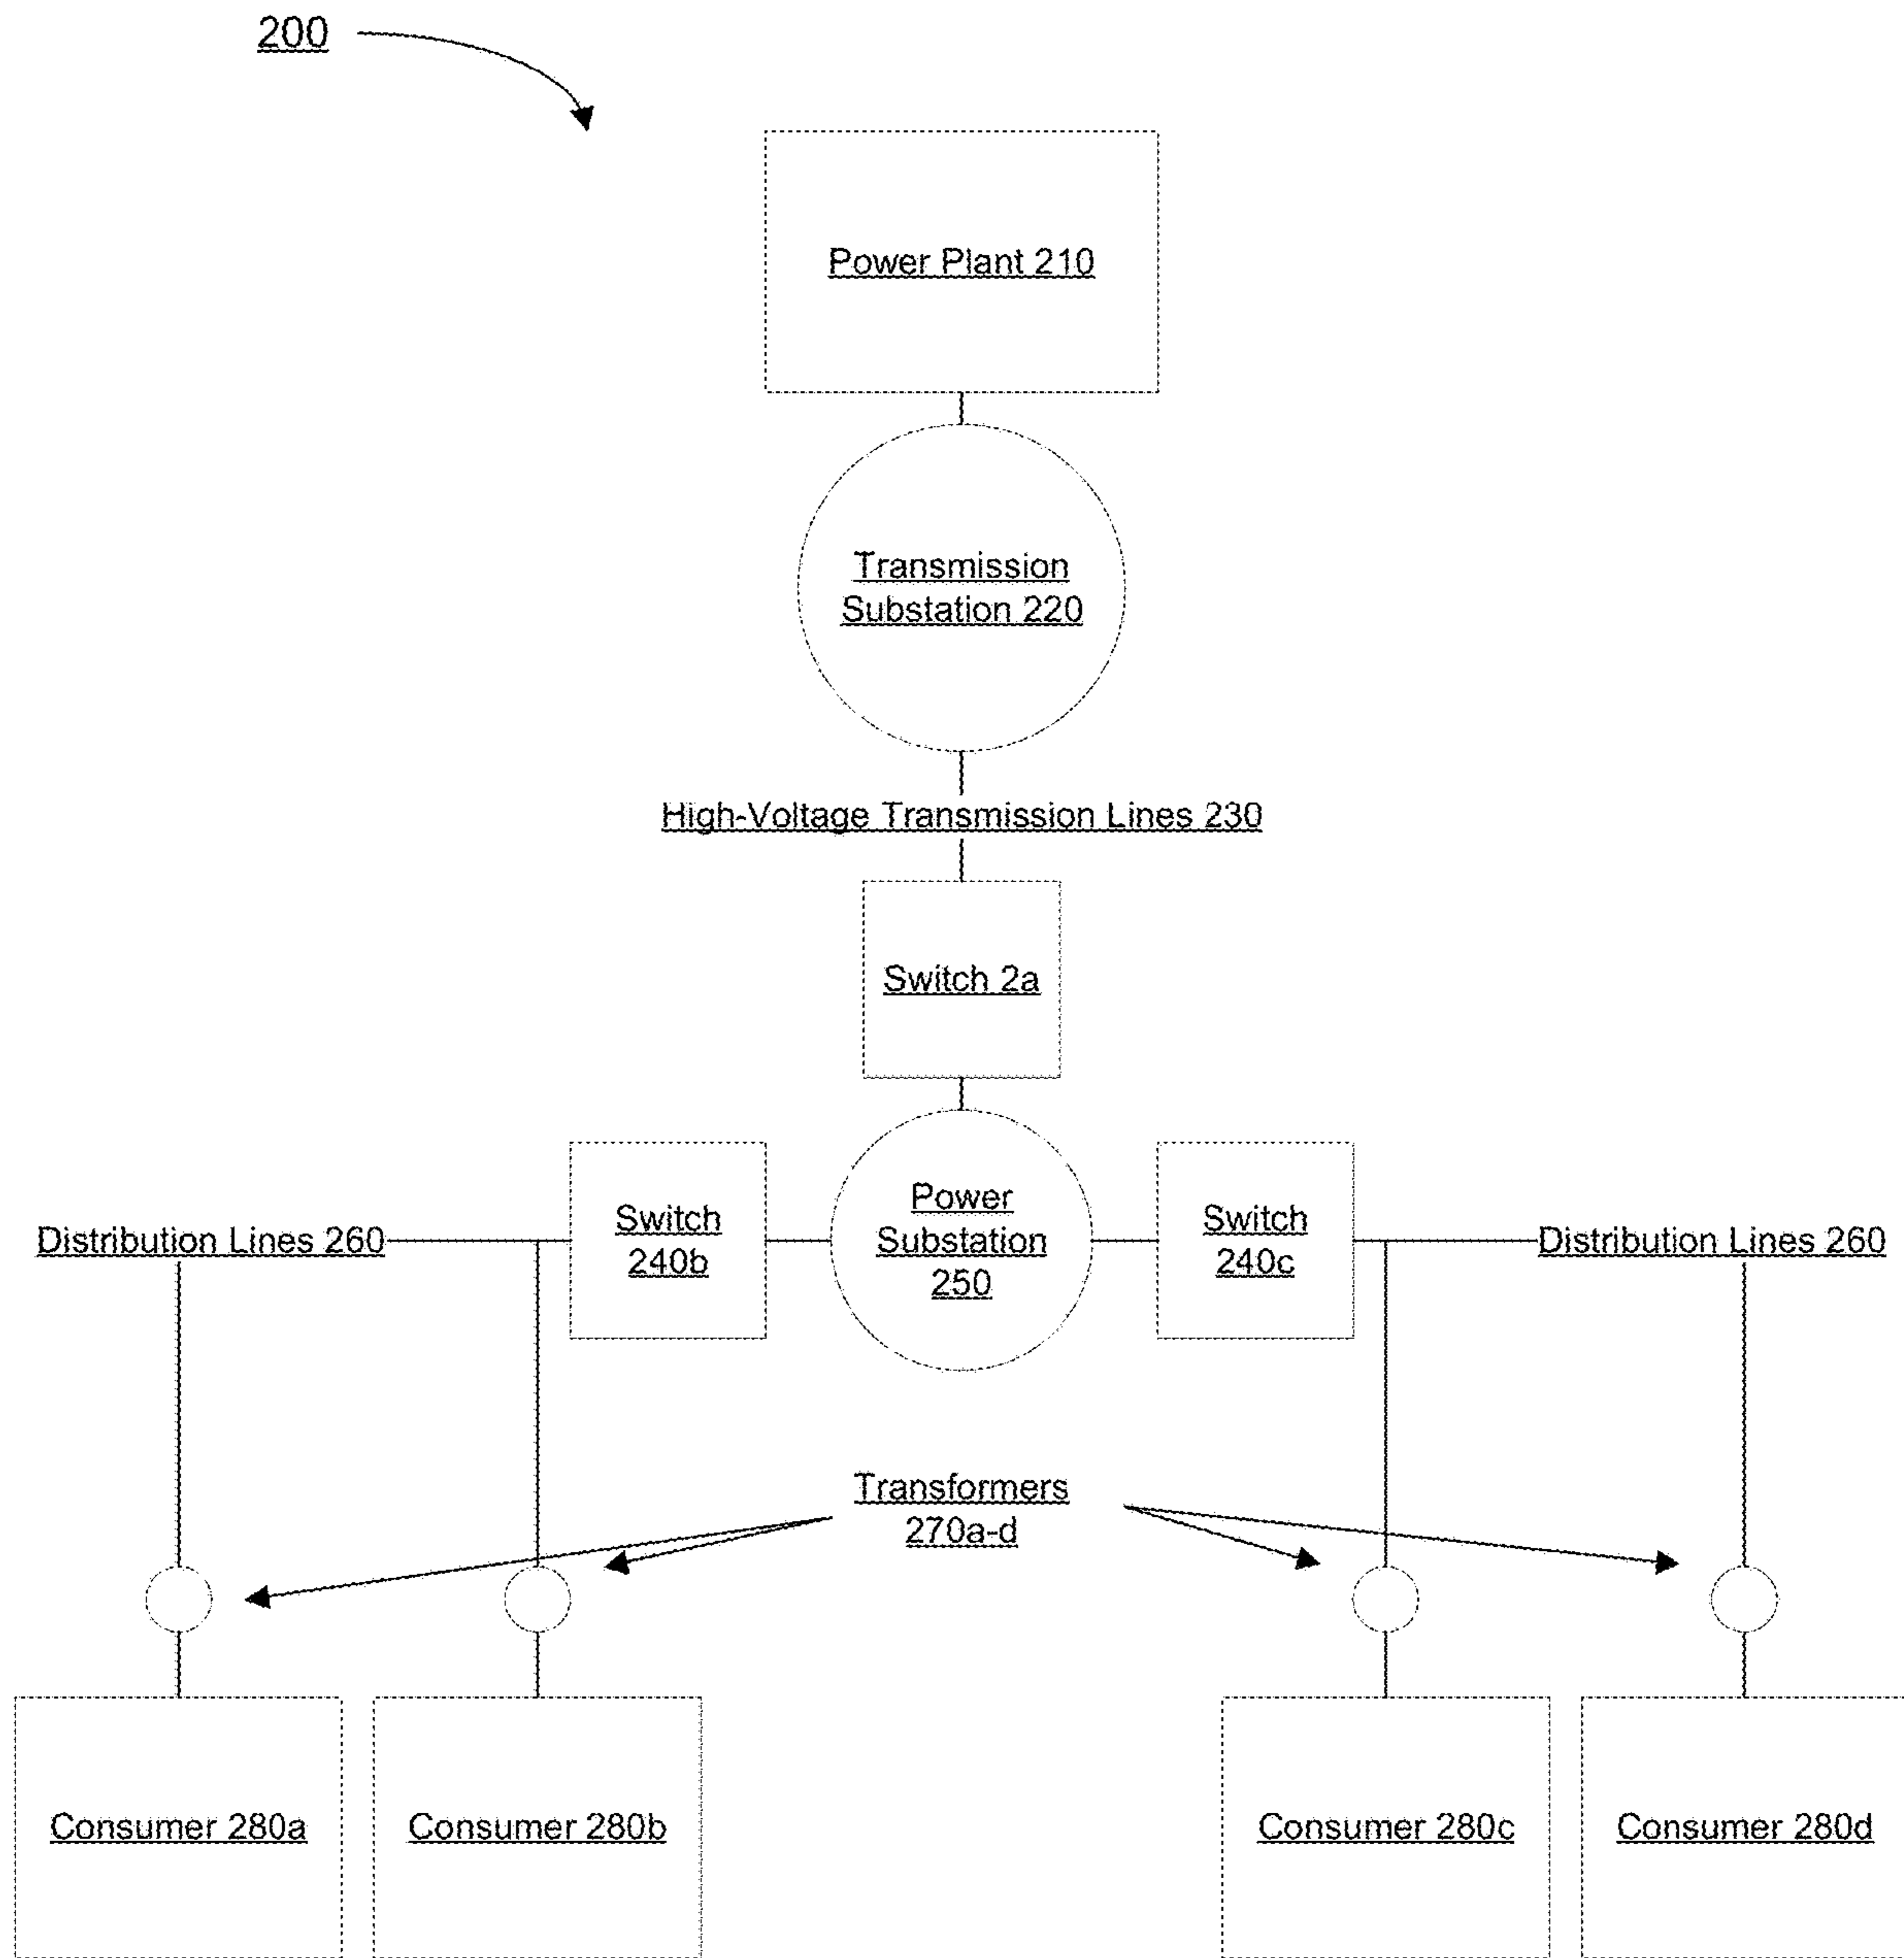 200
Power Plant 210
Transmission
Substation 220
High-Voltage Transmission Lines 230
Switch 2a
Distribution Lines 260
Switch
240b
Power
Substation
250
Switch
240c
Distribution Lines 260
Transformers
270a-d
Consumer 280a
Consumer 280b
Consumer 280c
Consumer 280d